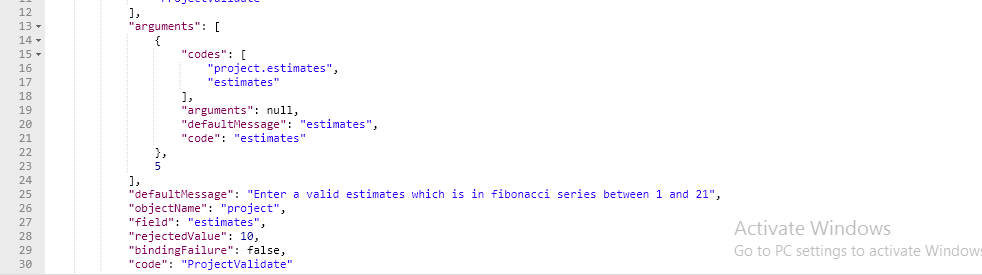 12 ],
13 "arguments": [
14 {
15 "codes": [
16 "project.estimates",
17 "estimates"
18 ],
19 "arguments": null,
20 "defaultMessage": "estimates",
21 "code": "estimates"
22 },
23 5
24 ],
25 "defaultMessage": "Enter a valid estimates which is in fibonacci series between 1 and 21",
26 "objectName": "project",
27 "field": "estimates",
28 "rejectedValue": 10,
29 "bindingFailure": false,
30 "code": "ProjectValidate"
Activate Windows
Go to PC settings to activate Windows